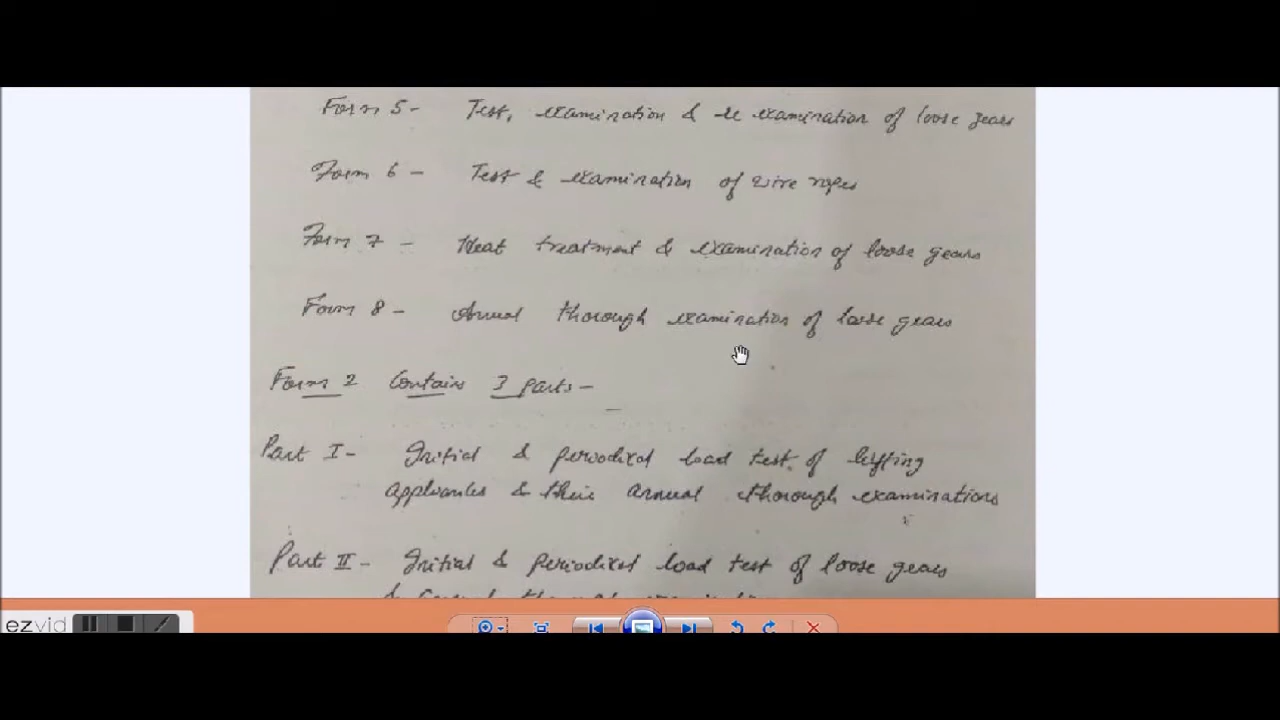 Form 5 - Test, examination & re examination of loose gears
Form 6 - Test & examination of wire ropes
Form 7 - Heat treatment & examination of loose gears
Form 8 - Annual thorough examination of loose gears
Form 2 Contains 3 parts -
Part I - Initial & periodical load test of lifting
appliances & their annual thorough examinations
Part II - Initial & periodical load test of loose gears
&
ezvid